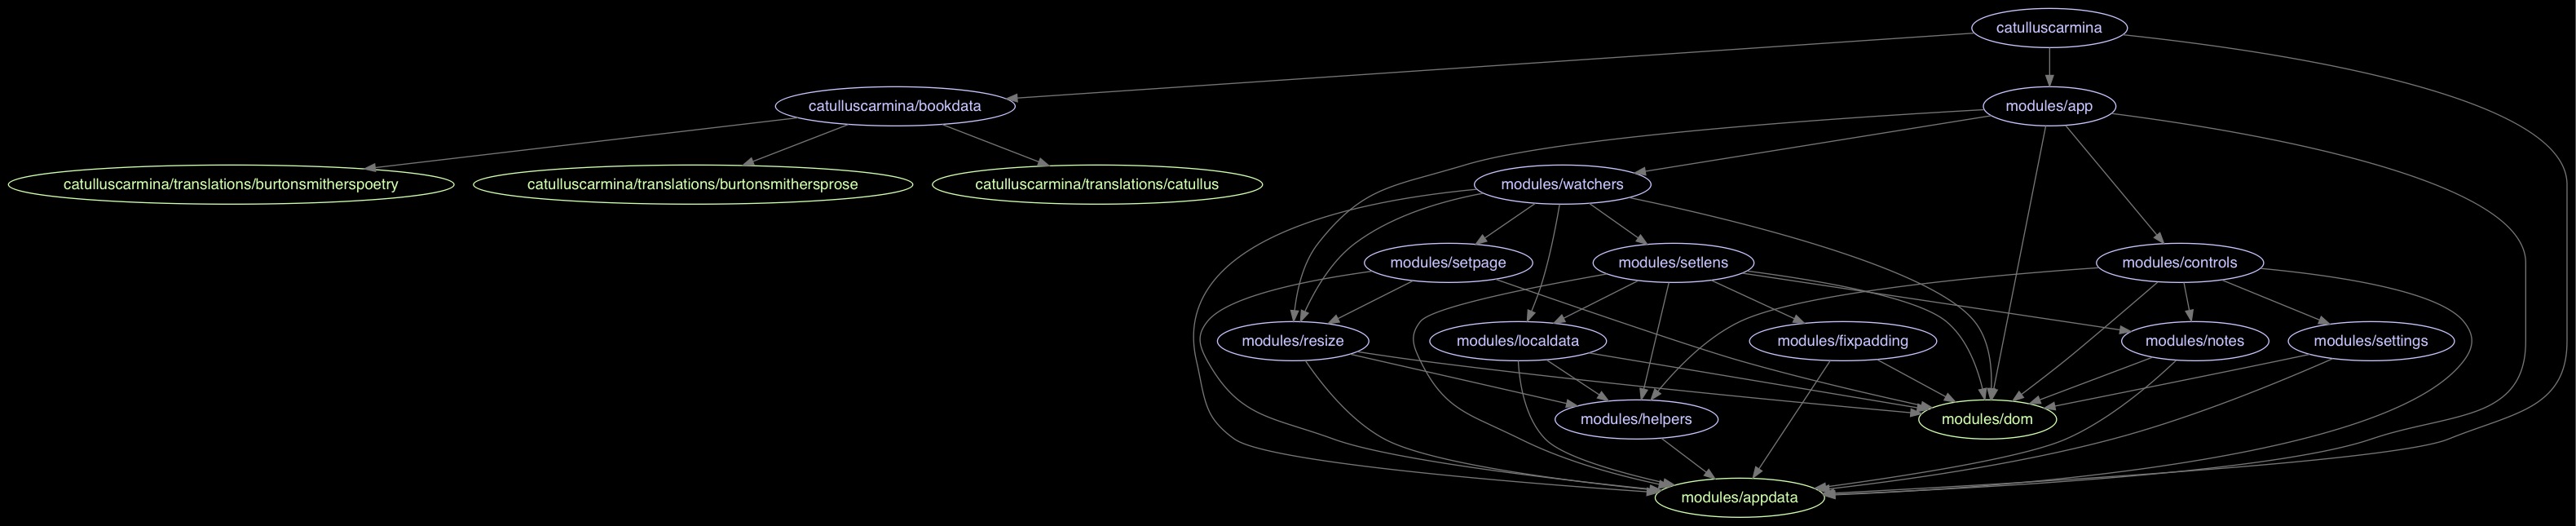 catulluscarmina
catulluscarmina/bookdata
modules/app
catulluscarmina/translations/burtonsmitherspoetry
catulluscarmina/translations/burtonsmithersprose
catulluscarmina/translations/catullus
modules/watchers
modules/setpage
modules/setlens
modules/controls
modules/resize
modules/localdata
modules/fixpadding
modules/notes
modules/settings
modules/helpers
modules/dom
modules/appdata